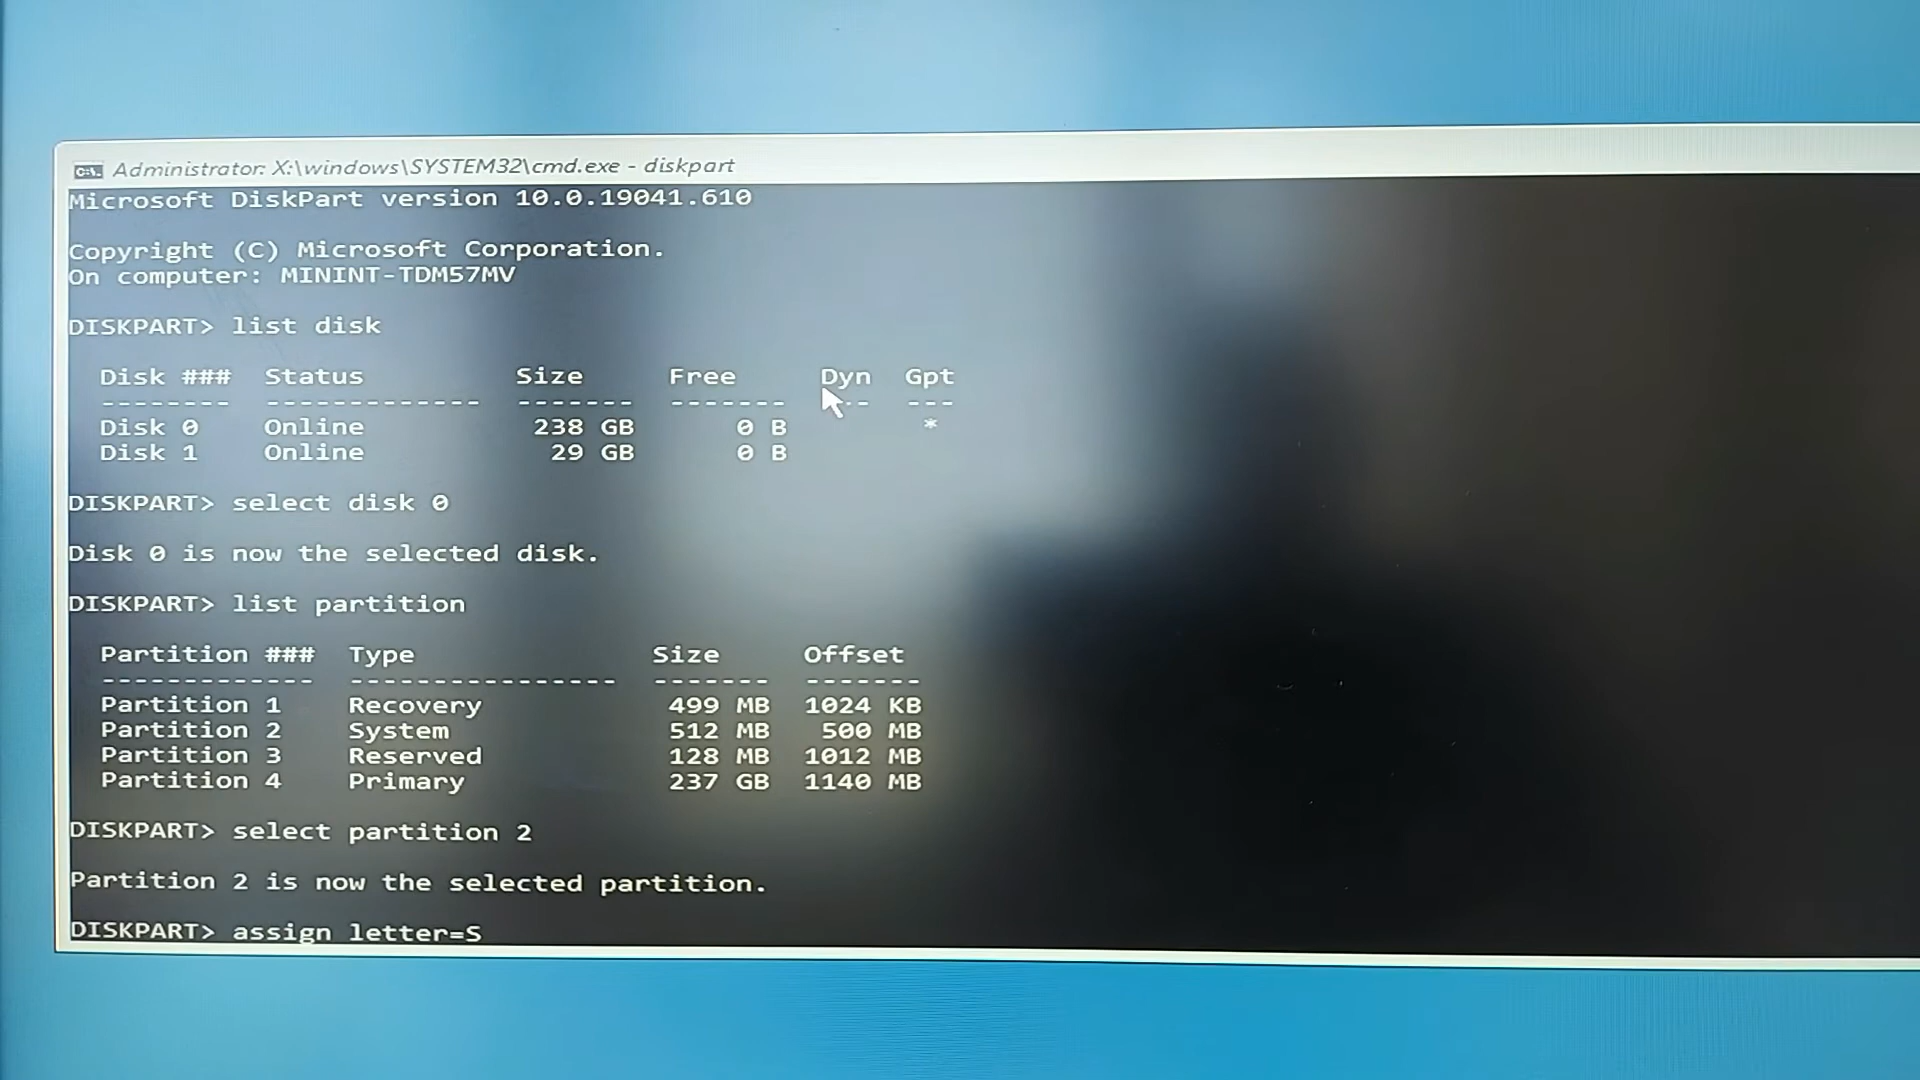 Administrator: X:\windows\SYSTEM32\cmd.exe - diskpart
Microsoft DiskPart version 10.0.19041.610
Copyright (C) Microsoft Corporation.
On computer: MININT-TDM57MV
DISKPART> list disk
Disk ### Status Size Free Dyn Gpt
-------- ------------- ------- ------- --- ---
Disk 0 Online 238 GB 0 B *
Disk 1 Online 29 GB 0 B
DISKPART> select disk 0
Disk 0 is now the selected disk.
DISKPART> list partition
Partition ### Type Size Offset
------------- ---------------- ------- -------
Partition 1 Recovery 499 MB 1024 KB
Partition 2 System 512 MB 500 MB
Partition 3 Reserved 128 MB 1012 MB
Partition 4 Primary 237 GB 1140 MB
DISKPART> select partition 2
Partition 2 is now the selected partition.
DISKPART> assign letter=S